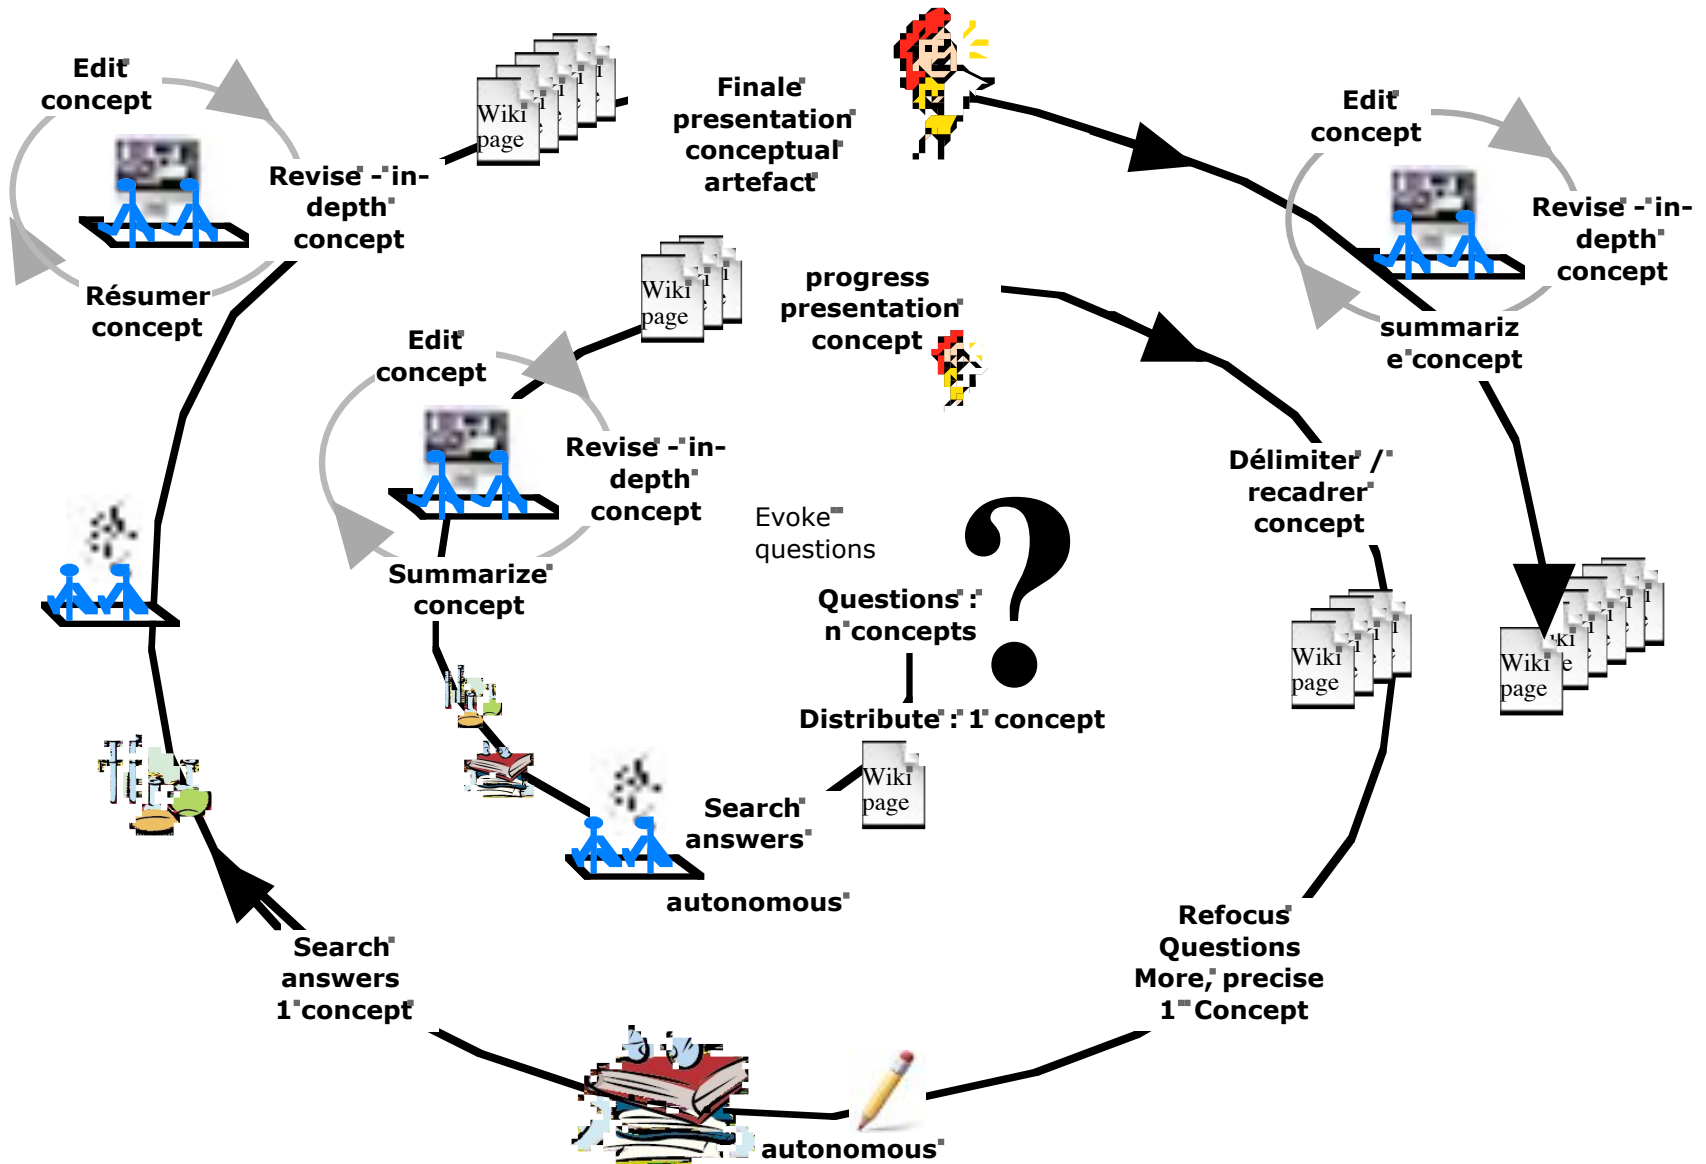 Edit
concept
Revise - in-
depth
concept
Résumer
concept
Wiki
page
Finale
presentation
conceptual
artefact
Edit
concept
Revise - in-
depth
concept
summariz
e concept
Wiki
page
progress
presentation
concept
Edit
concept
Revise - in-
depth
concept
Summarize
concept
Evoke
questions
Questions :
n concepts
?
Distribute : 1 concept
Wiki
page
Search
answers
autonomous
Délimiter /
recadrer
concept
Wiki
page
Wiki
page
Refocus
Questions
More, precise
1 Concept
Search
answers
1 concept
autonomous